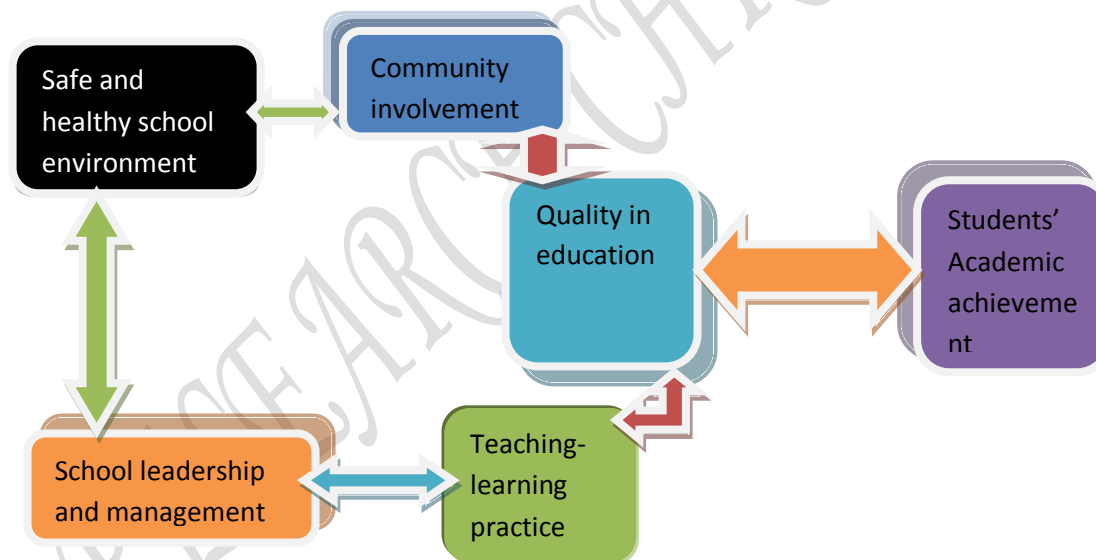 Safe and
healthy school
environment
Community
involvement
Quality in
education
Students’
Academic
achieveme
nt
School leadership
and management
Teaching-
learning
practice